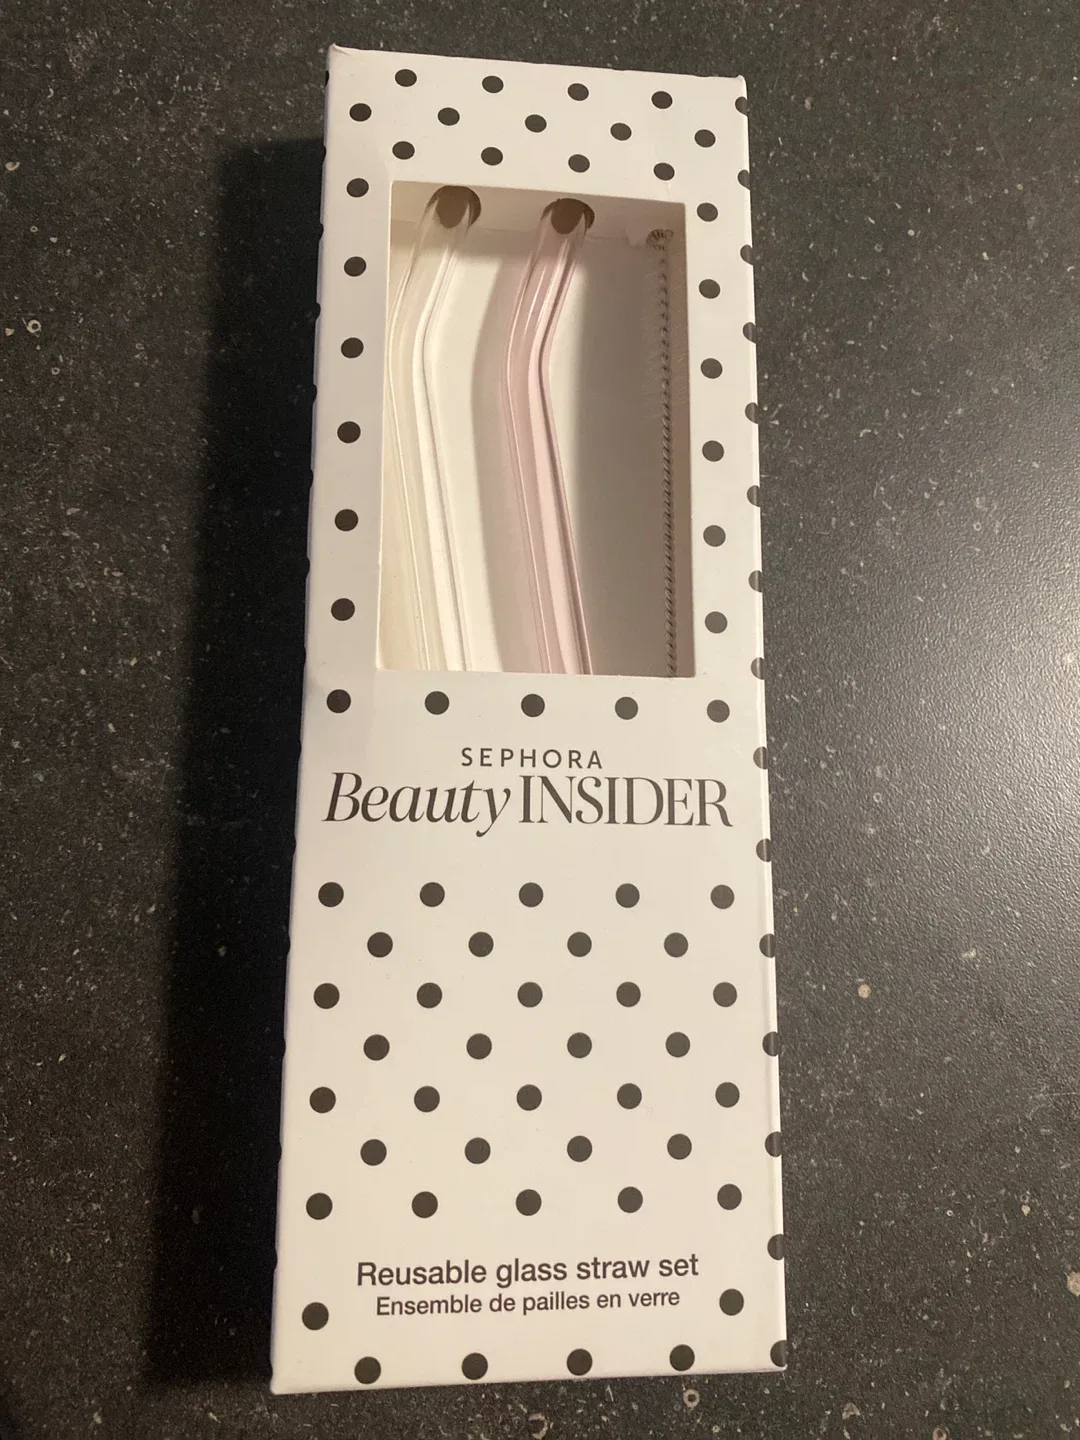 SEPHORA
Beauty INSIDER
Reusable glass straw set
Ensemble de pailles en verre